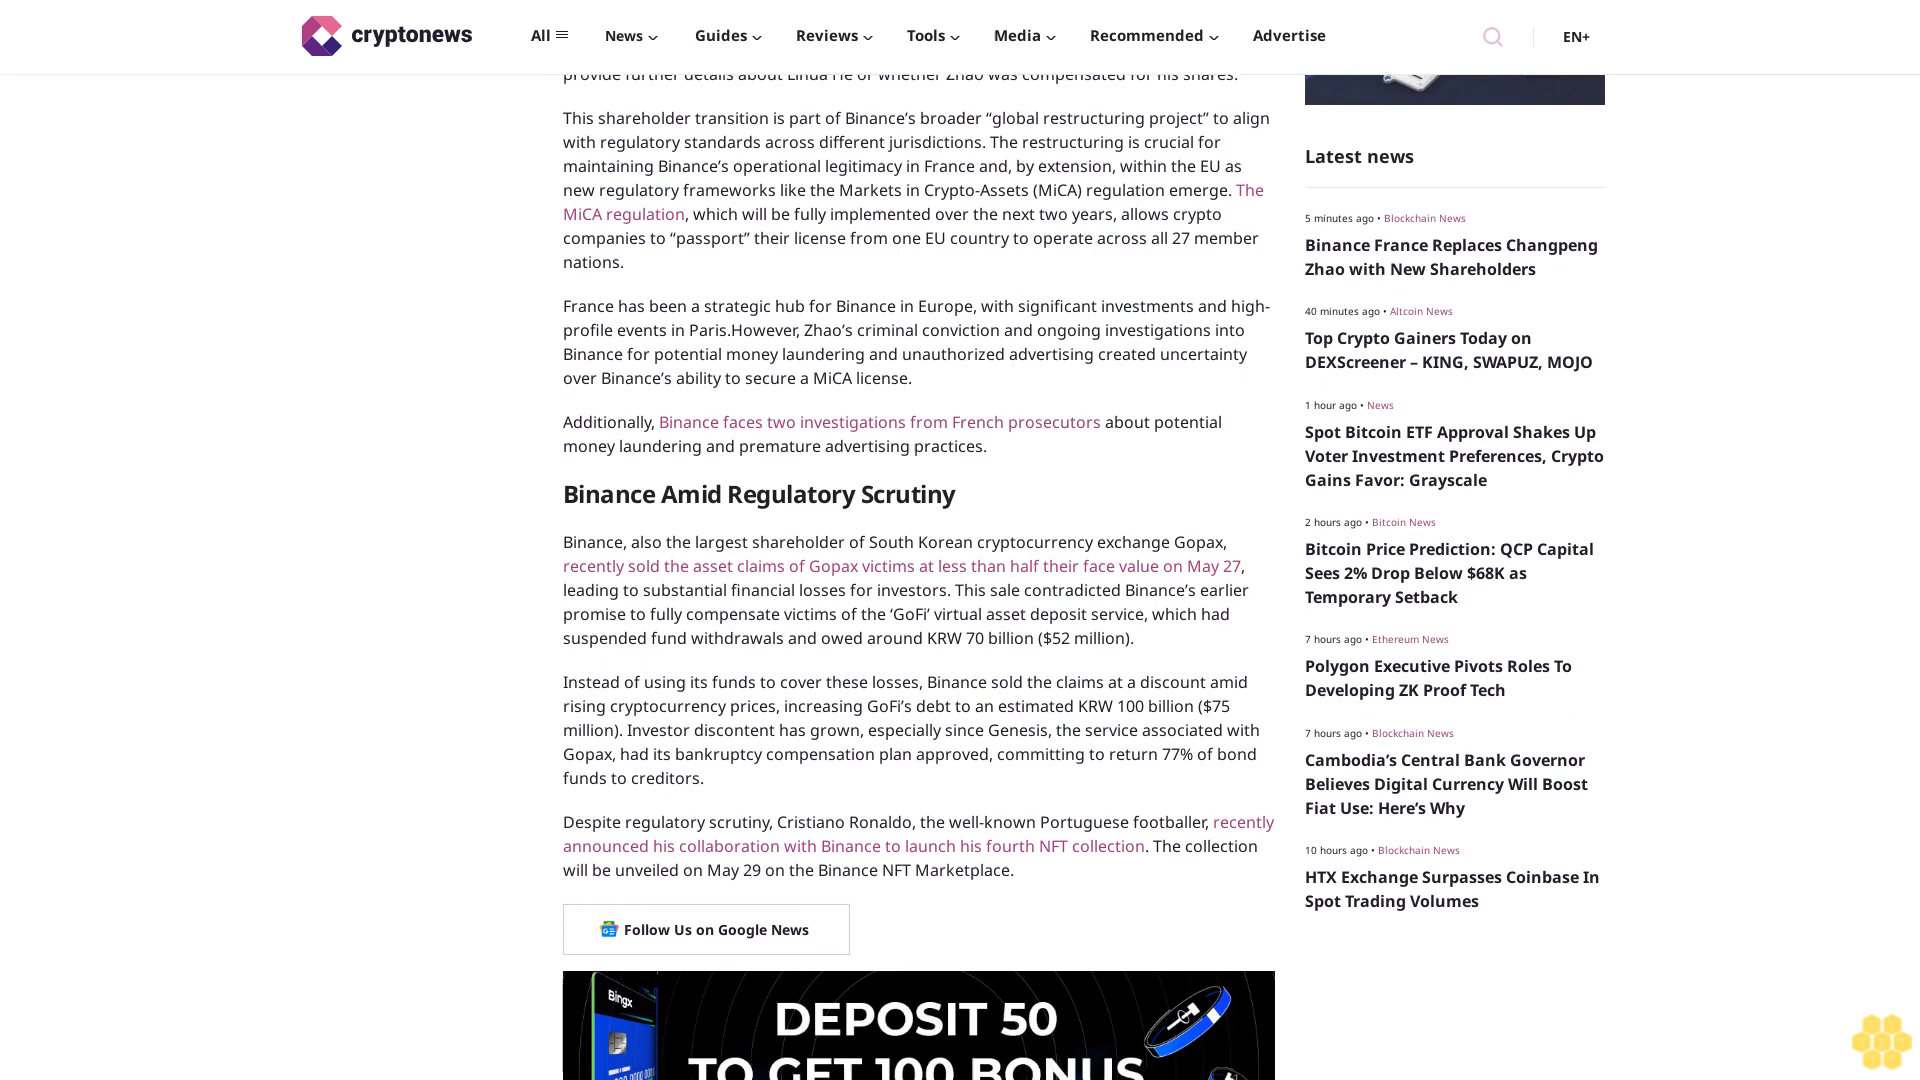 cryptonews
All
News
Guides
Reviews
Tools
Media
Recommended
Advertise
EN+
provide further details about Lihua He or whether Zhao was compensated for his shares.
This shareholder transition is part of Binance’s broader “global restructuring project” to align
with regulatory standards across different jurisdictions. The restructuring is crucial for
maintaining Binance’s operational legitimacy in France and, by extension, within the EU as
new regulatory frameworks like the Markets in Crypto-Assets (MiCA) regulation emerge. The
MiCA regulation, which will be fully implemented over the next two years, allows crypto
companies to “passport” their license from one EU country to operate across all 27 member
nations.
France has been a strategic hub for Binance in Europe, with significant investments and high-
profile events in Paris.However, Zhao’s criminal conviction and ongoing investigations into
Binance for potential money laundering and unauthorized advertising created uncertainty
over Binance’s ability to secure a MiCA license.
Additionally, Binance faces two investigations from French prosecutors about potential
money laundering and premature advertising practices.
Binance Amid Regulatory Scrutiny
Binance, also the largest shareholder of South Korean cryptocurrency exchange Gopax,
recently sold the asset claims of Gopax victims at less than half their face value on May 27,
leading to substantial financial losses for investors. This sale contradicted Binance’s earlier
promise to fully compensate victims of the ‘GoFi’ virtual asset deposit service, which had
suspended fund withdrawals and owed around KRW 70 billion ($52 million).
Instead of using its funds to cover these losses, Binance sold the claims at a discount amid
rising cryptocurrency prices, increasing GoFi’s debt to an estimated KRW 100 billion ($75
million). Investor discontent has grown, especially since Genesis, the service associated with
Gopax, had its bankruptcy compensation plan approved, committing to return 77% of bond
funds to creditors.
Despite regulatory scrutiny, Cristiano Ronaldo, the well-known Portuguese footballer, recently
announced his collaboration with Binance to launch his fourth NFT collection. The collection
will be unveiled on May 29 on the Binance NFT Marketplace.
Follow Us on Google News
Bingx
DEPOSIT 50
TO GET 100 BONUS
Latest news
5 minutes ago • Blockchain News
Binance France Replaces Changpeng
Zhao with New Shareholders
40 minutes ago • Altcoin News
Top Crypto Gainers Today on
DEXScreener – KING, SWAPUZ, MOJO
1 hour ago • News
Spot Bitcoin ETF Approval Shakes Up
Voter Investment Preferences, Crypto
Gains Favor: Grayscale
2 hours ago • Bitcoin News
Bitcoin Price Prediction: QCP Capital
Sees 2% Drop Below $68K as
Temporary Setback
7 hours ago • Ethereum News
Polygon Executive Pivots Roles To
Developing ZK Proof Tech
7 hours ago • Blockchain News
Cambodia’s Central Bank Governor
Believes Digital Currency Will Boost
Fiat Use: Here’s Why
10 hours ago • Blockchain News
HTX Exchange Surpasses Coinbase In
Spot Trading Volumes